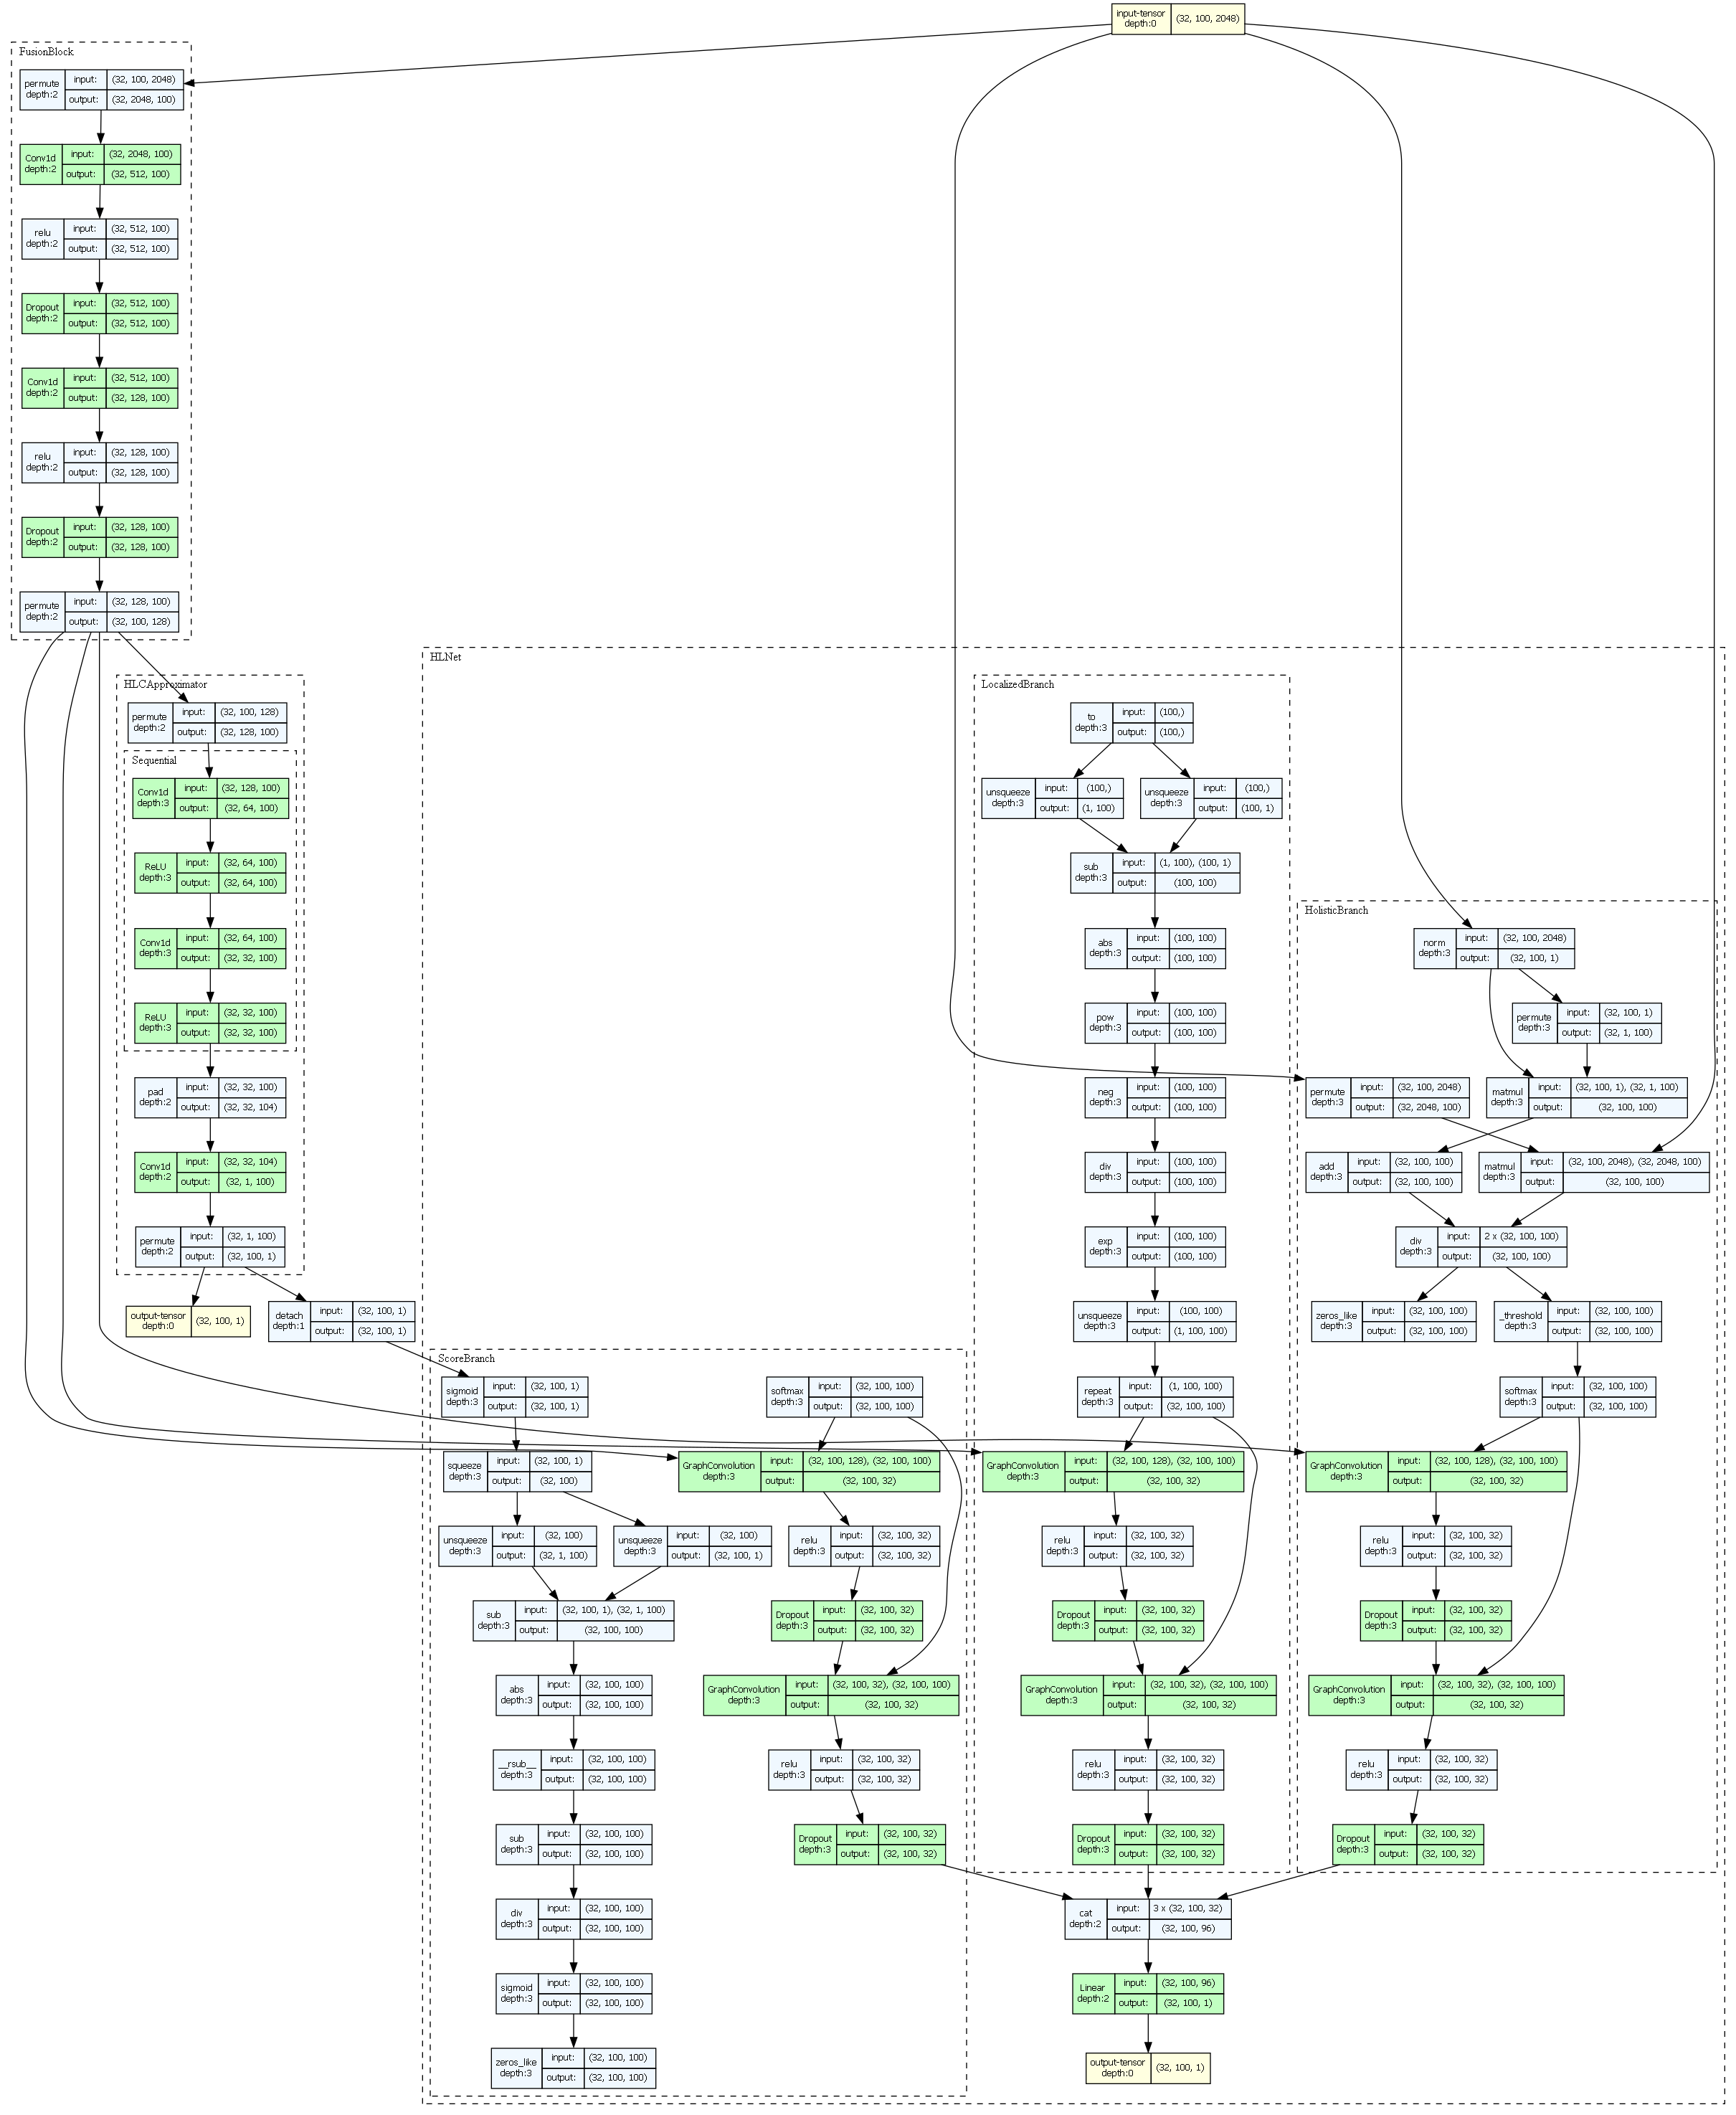 input-tensor
depth:0
(32, 100, 2048)
FusionBlock
permute
depth:2
input:
(32, 100, 2048)
output:
(32, 2048, 100)
Conv1d
depth:2
input:
(32, 2048, 100)
output:
(32, 512, 100)
relu
depth:2
input:
(32, 512, 100)
output:
(32, 512, 100)
Dropout
depth:2
input:
(32, 512, 100)
output:
(32, 512, 100)
Conv1d
depth:2
input:
(32, 512, 100)
output:
(32, 128, 100)
relu
depth:2
input:
(32, 128, 100)
output:
(32, 128, 100)
Dropout
depth:2
input:
(32, 128, 100)
output:
(32, 128, 100)
permute
depth:2
input:
(32, 128, 100)
output:
(32, 100, 128)
HLCApproximator
permute
depth:2
input:
(32, 100, 128)
output:
(32, 128, 100)
Sequential
Conv1d
depth:3
input:
(32, 128, 100)
output:
(32, 64, 100)
ReLU
depth:3
input:
(32, 64, 100)
output:
(32, 64, 100)
Conv1d
depth:3
input:
(32, 64, 100)
output:
(32, 32, 100)
ReLU
depth:3
input:
(32, 32, 100)
output:
(32, 32, 100)
pad
depth:2
input:
(32, 32, 100)
output:
(32, 32, 104)
Conv1d
depth:2
input:
(32, 32, 104)
output:
(32, 1, 100)
permute
depth:2
input:
(32, 1, 100)
output:
(32, 100, 1)
output-tensor
depth:0
(32, 100, 1)
detach
depth:1
input:
(32, 100, 1)
output:
(32, 100, 1)
HLNet
ScoreBranch
sigmoid
depth:3
input:
(32, 100, 1)
output:
(32, 100, 1)
squeeze
depth:3
input:
(32, 100, 1)
output:
(32, 100)
unsqueeze
depth:3
input:
(32, 100)
output:
(32, 1, 100)
unsqueeze
depth:3
input:
(32, 100)
output:
(32, 100, 1)
sub
depth:3
input:
(32, 100, 1), (32, 1, 100)
output:
(32, 100, 100)
abs
depth:3
input:
(32, 100, 100)
output:
(32, 100, 100)
__rsub__
depth:3
input:
(32, 100, 100)
output:
(32, 100, 100)
sub
depth:3
input:
(32, 100, 100)
output:
(32, 100, 100)
div
depth:3
input:
(32, 100, 100)
output:
(32, 100, 100)
sigmoid
depth:3
input:
(32, 100, 100)
output:
(32, 100, 100)
zeros_like
depth:3
input:
(32, 100, 100)
output:
(32, 100, 100)
softmax
depth:3
input:
(32, 100, 100)
output:
(32, 100, 100)
GraphConvolution
depth:3
input:
(32, 100, 128), (32, 100, 100)
output:
(32, 100, 32)
relu
depth:3
input:
(32, 100, 32)
output:
(32, 100, 32)
Dropout
depth:3
input:
(32, 100, 32)
output:
(32, 100, 32)
GraphConvolution
depth:3
input:
(32, 100, 32), (32, 100, 100)
output:
(32, 100, 32)
relu
depth:3
input:
(32, 100, 32)
output:
(32, 100, 32)
Dropout
depth:3
input:
(32, 100, 32)
output:
(32, 100, 32)
LocalizedBranch
to
depth:3
input:
(100,)
output:
(100,)
unsqueeze
depth:3
input:
(100,)
output:
(1, 100)
unsqueeze
depth:3
input:
(100,)
output:
(100, 1)
sub
depth:3
input:
(1, 100), (100, 1)
output:
(100, 100)
abs
depth:3
input:
(100, 100)
output:
(100, 100)
pow
depth:3
input:
(100, 100)
output:
(100, 100)
neg
depth:3
input:
(100, 100)
output:
(100, 100)
div
depth:3
input:
(100, 100)
output:
(100, 100)
exp
depth:3
input:
(100, 100)
output:
(100, 100)
unsqueeze
depth:3
input:
(100, 100)
output:
(1, 100, 100)
repeat
depth:3
input:
(1, 100, 100)
output:
(32, 100, 100)
GraphConvolution
depth:3
input:
(32, 100, 128), (32, 100, 100)
output:
(32, 100, 32)
relu
depth:3
input:
(32, 100, 32)
output:
(32, 100, 32)
Dropout
depth:3
input:
(32, 100, 32)
output:
(32, 100, 32)
GraphConvolution
depth:3
input:
(32, 100, 32), (32, 100, 100)
output:
(32, 100, 32)
relu
depth:3
input:
(32, 100, 32)
output:
(32, 100, 32)
Dropout
depth:3
input:
(32, 100, 32)
output:
(32, 100, 32)
HolisticBranch
norm
depth:3
input:
(32, 100, 2048)
output:
(32, 100, 1)
permute
depth:3
input:
(32, 100, 1)
output:
(32, 1, 100)
permute
depth:3
input:
(32, 100, 2048)
output:
(32, 2048, 100)
matmul
depth:3
input:
(32, 100, 1), (32, 1, 100)
output:
(32, 100, 100)
add
depth:3
input:
(32, 100, 100)
output:
(32, 100, 100)
matmul
depth:3
input:
(32, 100, 2048), (32, 2048, 100)
output:
(32, 100, 100)
div
depth:3
input:
2 x (32, 100, 100)
output:
(32, 100, 100)
zeros_like
depth:3
input:
(32, 100, 100)
output:
(32, 100, 100)
_threshold
depth:3
input:
(32, 100, 100)
output:
(32, 100, 100)
softmax
depth:3
input:
(32, 100, 100)
output:
(32, 100, 100)
GraphConvolution
depth:3
input:
(32, 100, 128), (32, 100, 100)
output:
(32, 100, 32)
relu
depth:3
input:
(32, 100, 32)
output:
(32, 100, 32)
Dropout
depth:3
input:
(32, 100, 32)
output:
(32, 100, 32)
GraphConvolution
depth:3
input:
(32, 100, 32), (32, 100, 100)
output:
(32, 100, 32)
relu
depth:3
input:
(32, 100, 32)
output:
(32, 100, 32)
Dropout
depth:3
input:
(32, 100, 32)
output:
(32, 100, 32)
cat
depth:2
input:
3 x (32, 100, 32)
output:
(32, 100, 96)
Linear
depth:2
input:
(32, 100, 96)
output:
(32, 100, 1)
output-tensor
depth:0
(32, 100, 1)